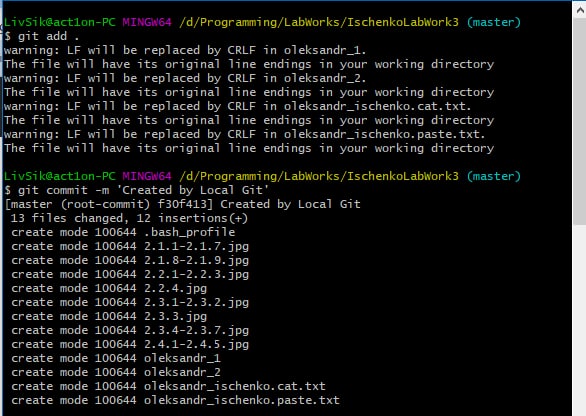 LivSik@act1on-PC MINGW64 /d/Programming/LabWorks/IschenkoLabWork3 (master)
$ git add .
warning: LF will be replaced by CRLF in oleksandr_1.
The file will have its original line endings in your working directory
warning: LF will be replaced by CRLF in oleksandr_2.
The file will have its original line endings in your working directory
warning: LF will be replaced by CRLF in oleksandr_ischenko.cat.txt.
The file will have its original line endings in your working directory
warning: LF will be replaced by CRLF in oleksandr_ischenko.paste.txt.
The file will have its original line endings in your working directory
LivSik@act1on-PC MINGW64 /d/Programming/LabWorks/IschenkoLabWork3 (master)
$ git commit -m 'Created by Local Git'
[master (root-commit) f30f413] Created by Local Git
13 files changed, 12 insertions(+)
create mode 100644 .bash_profile
create mode 100644 2.1.1-2.1.7.jpg
create mode 100644 2.1.8-2.1.9.jpg
create mode 100644 2.2.1-2.2.3.jpg
create mode 100644 2.2.4.jpg
create mode 100644 2.3.1-2.3.2.jpg
create mode 100644 2.3.3.jpg
create mode 100644 2.3.4-2.3.7.jpg
create mode 100644 2.4.1-2.4.5.jpg
create mode 100644 oleksandr_1
create mode 100644 oleksandr_2
create mode 100644 oleksandr_ischenko.cat.txt
create mode 100644 oleksandr_ischenko.paste.txt